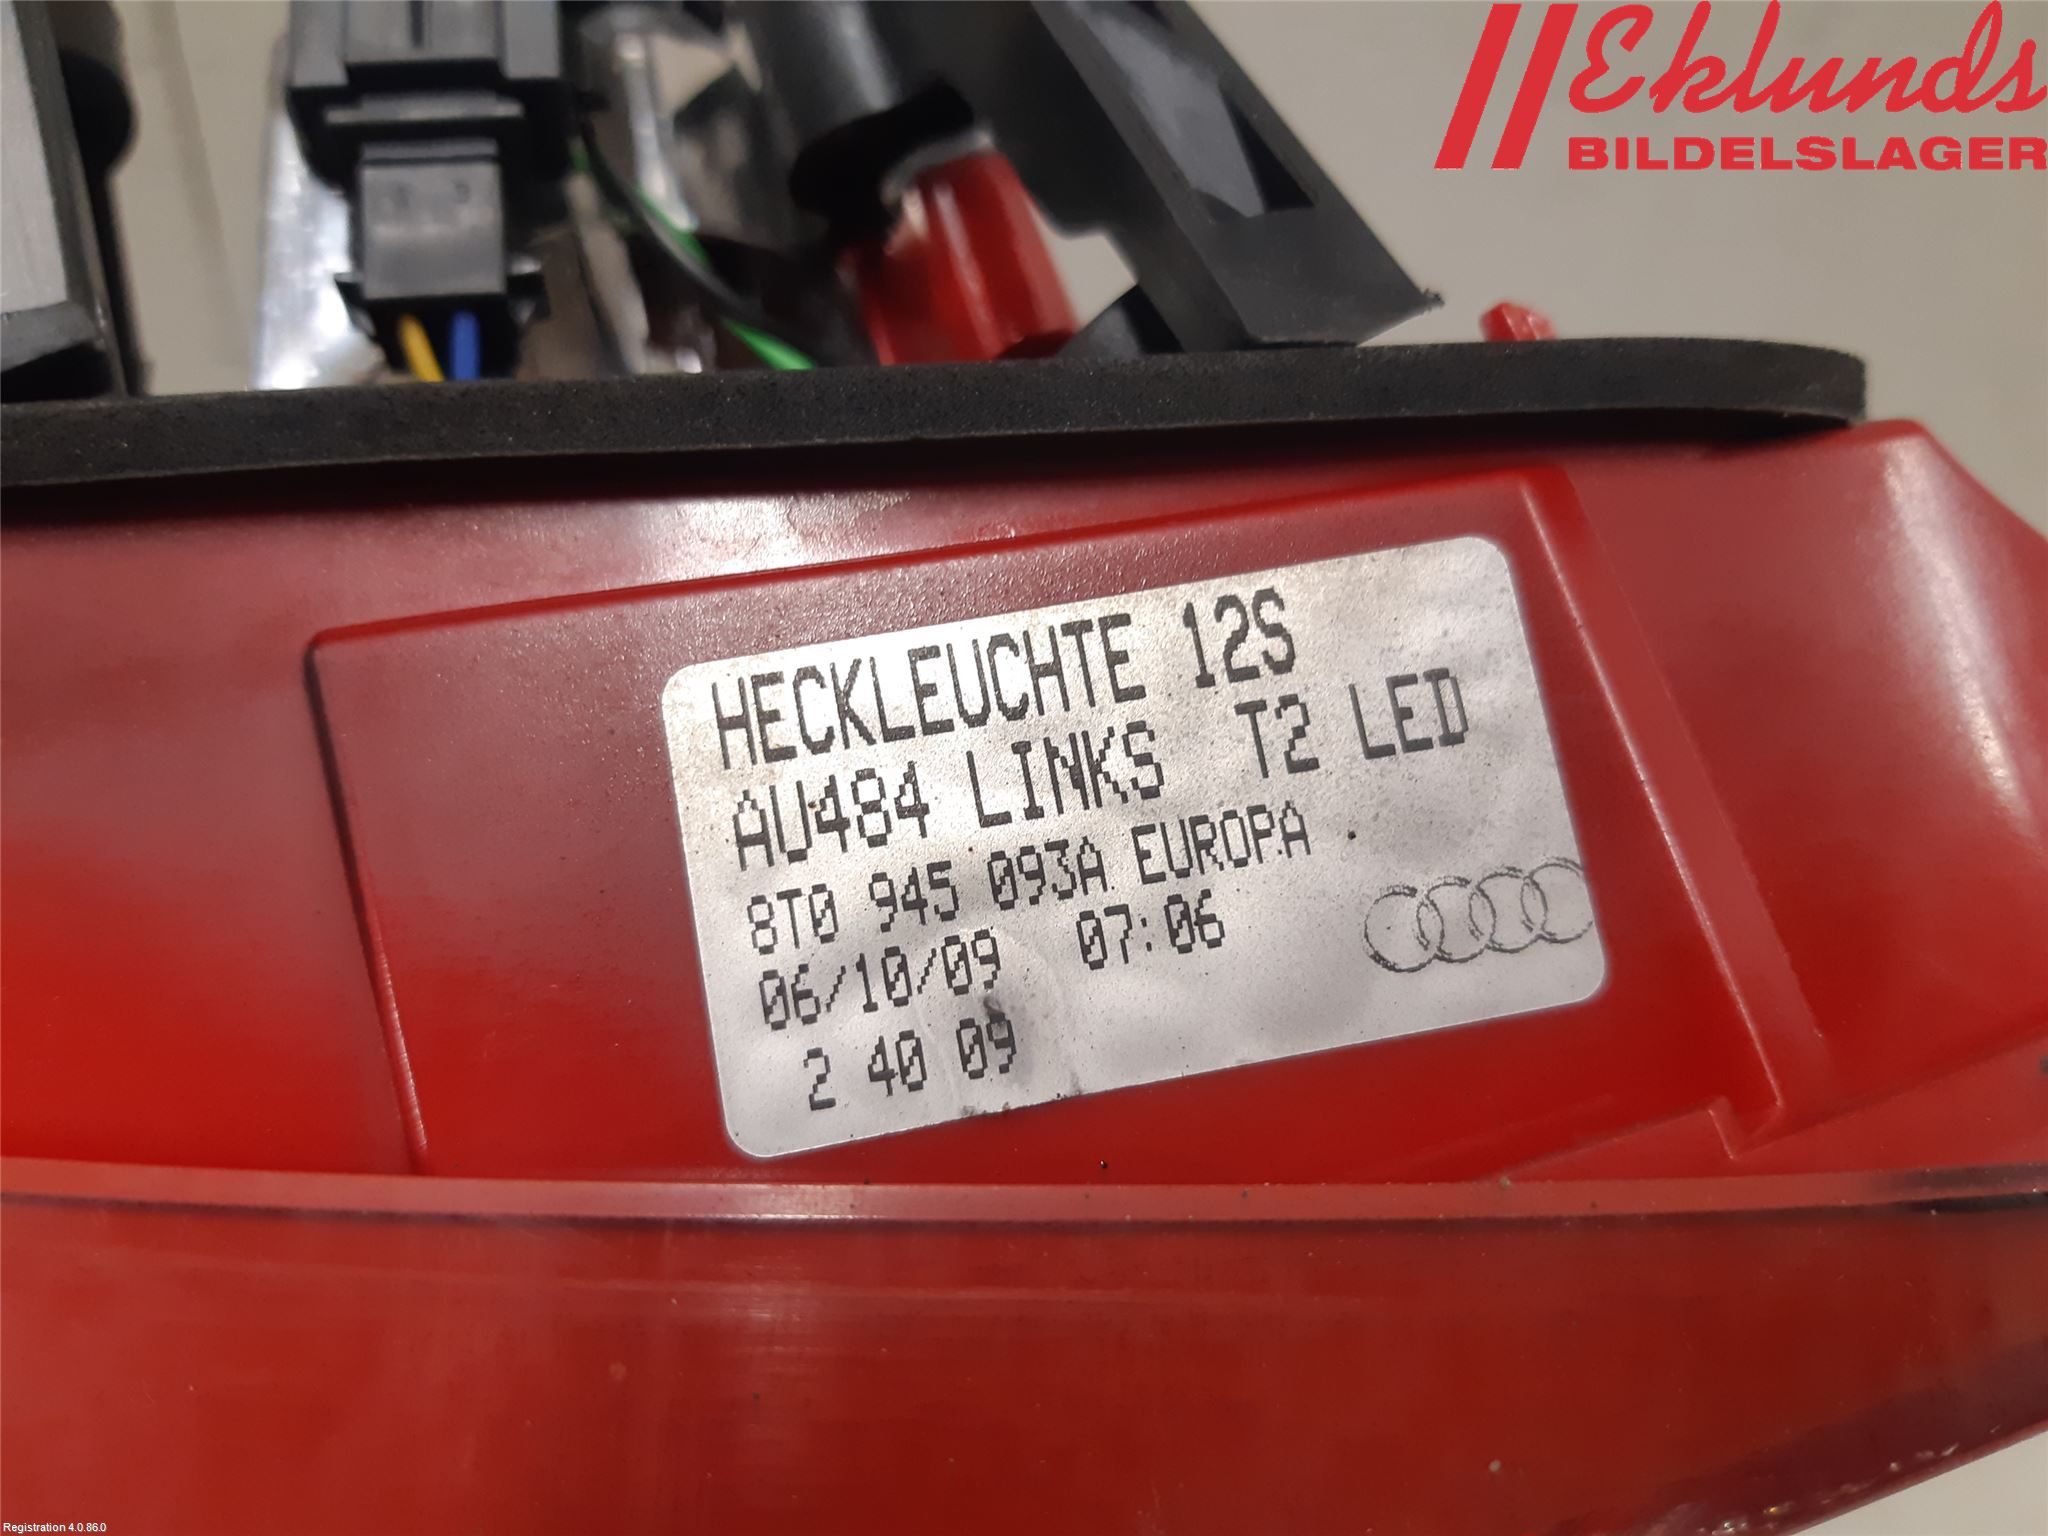 Eklunds
BILDELSLAGER
HECKLEUCHTE 12S
AU484 LINKS T2 LED
8T0 945 093A EUROPA
06/10/09 07:06
2 40 09
Registration 4.0.86.0